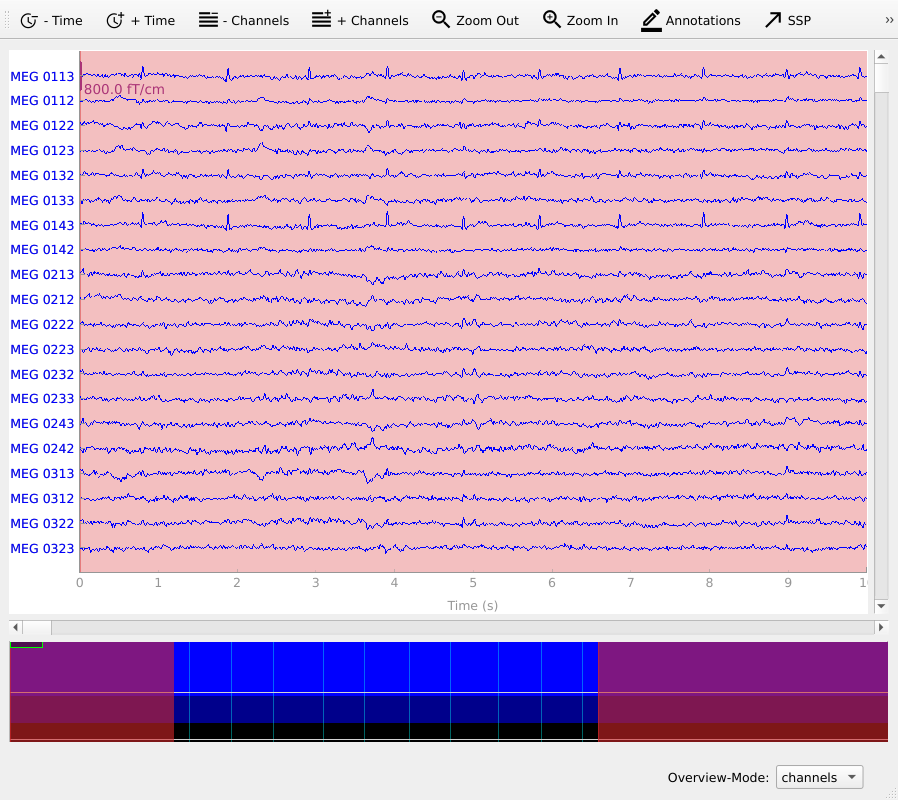 - Time + Time - Channels + Channels Zoom Out Zoom In Annotations SSP »
MEG 0113
800.0 fT/cm
MEG 0112
MEG 0122
MEG 0123
MEG 0132
MEG 0133
MEG 0143
MEG 0142
MEG 0213
MEG 0212
MEG 0222
MEG 0223
MEG 0232
MEG 0233
MEG 0243
MEG 0242
MEG 0313
MEG 0312
MEG 0322
MEG 0323
0 1 2 3 4 5 6 7 8 9 1
Time (s)
Overview-Mode: channels